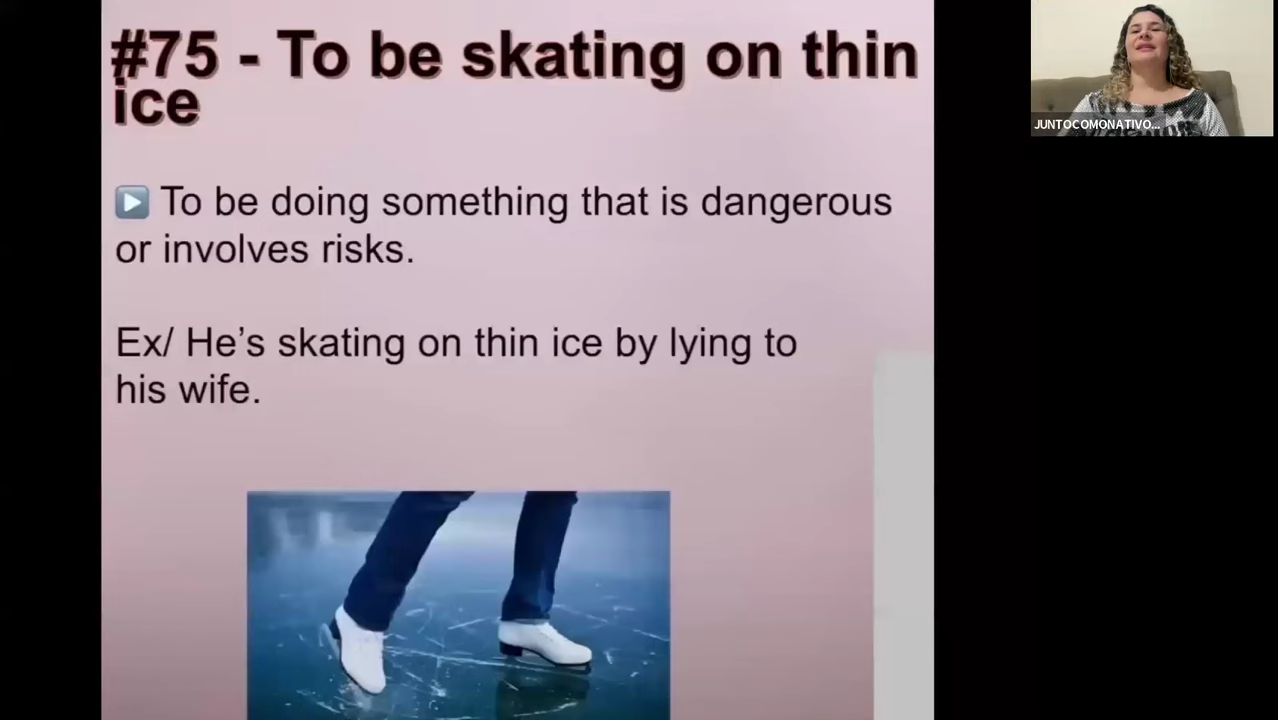 #75 - To be skating on thin
ice
▶️ To be doing something that is dangerous
or involves risks.
Ex/ He’s skating on thin ice by lying to
his wife.
JUNTOCOMONATIVO...